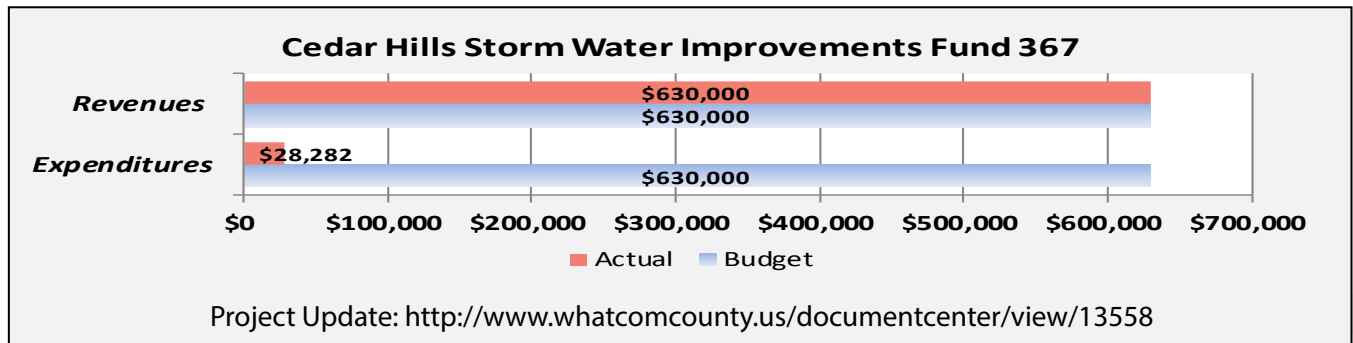 Cedar Hills Storm Water Improvements Fund 367
Revenues
$630,000
$630,000
Expenditures
$28,282
$630,000
$0 $100,000 $200,000 $300,000 $400,000 $500,000 $600,000 $700,000
Actual Budget
Project Update: http://www.whatcomcounty.us/documentcenter/view/13558